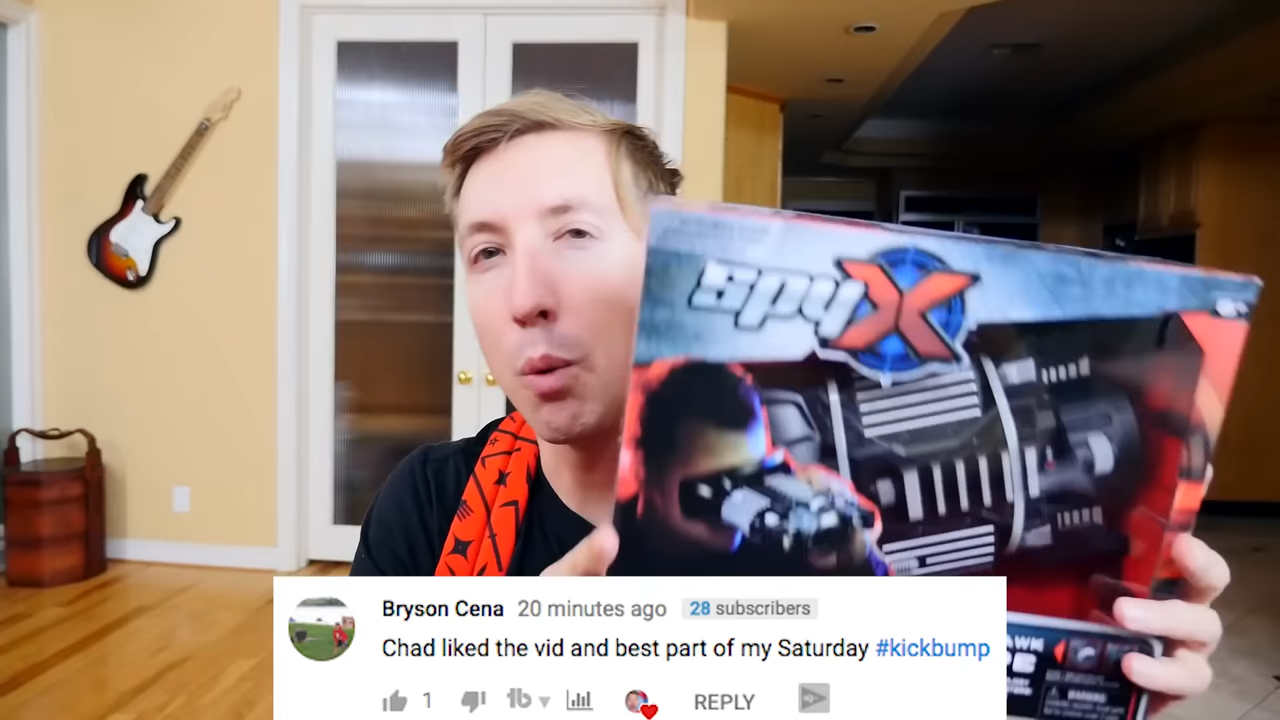 spyX
Bryson Cena 20 minutes ago 28 subscribers
Chad liked the vid and best part of my Saturday #kickbump
1 REPLY
WARNING